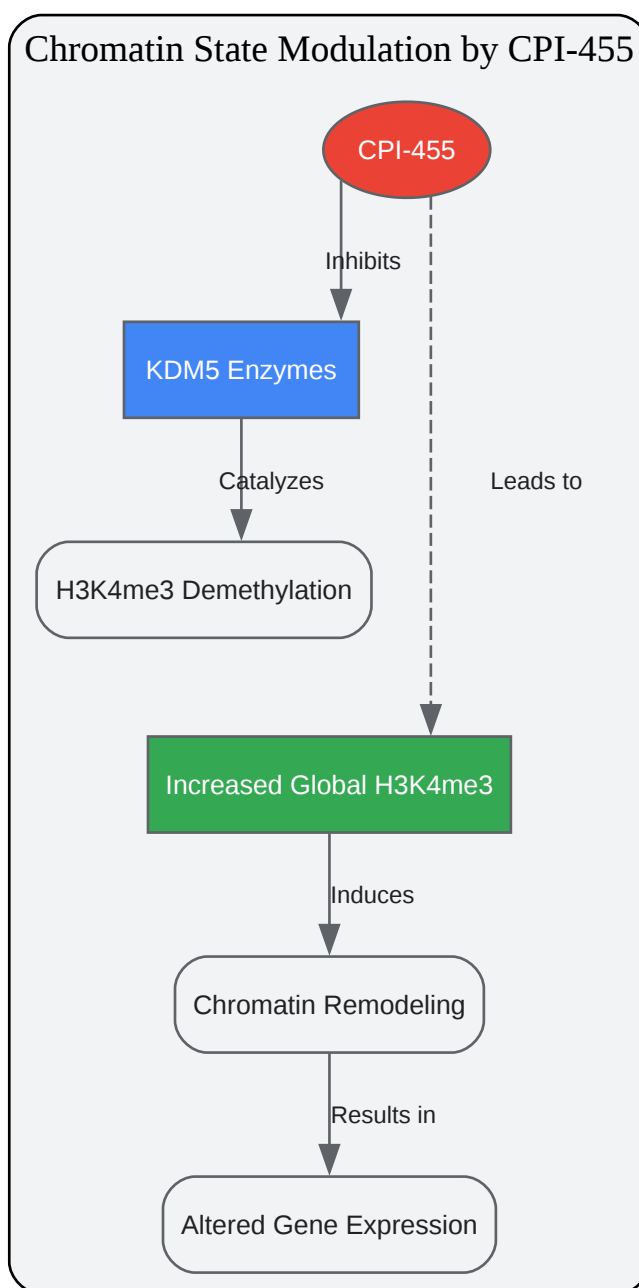 Chromatin State Modulation by CPI-455
CPI-455
Inhibits
KDM5 Enzymes
Catalyzes
Leads to
H3K4me3 Demethylation
Increased Global H3K4me3
Induces
Chromatin Remodeling
Results in
Altered Gene Expression